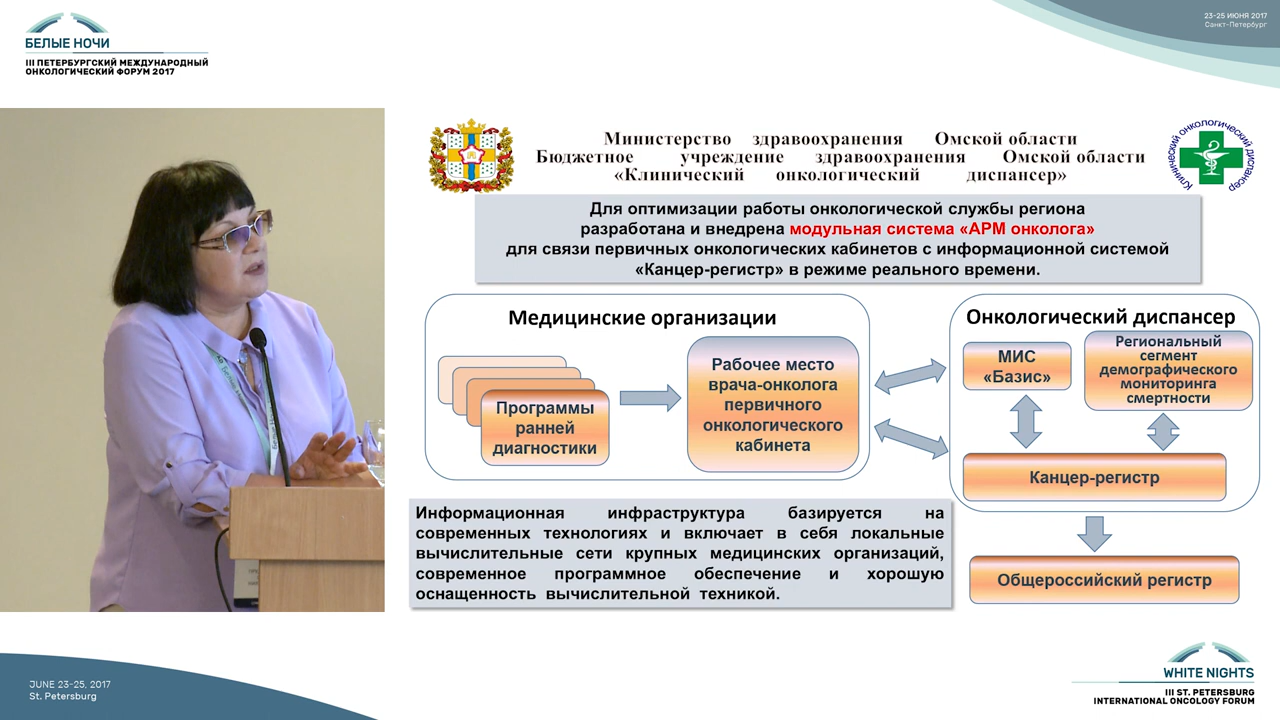 БЕЛЫЕ НОЧИ
III ПЕТЕРБУРГСКИЙ МЕЖДУНАРОДНЫЙ
ОНКОЛОГИЧЕСКИЙ ФОРУМ 2017
23-25 ИЮНЯ 2017
Санкт-Петербург
Министерство здравоохранения Омской области
Бюджетное учреждение здравоохранения Омской области
«Клинический онкологический диспансер»
Клинический онкологический диспансер
Для оптимизации работы онкологической службы региона
разработана и внедрена модульная система «АРМ онколога»
для связи первичных онкологических кабинетов с информационной системой
«Канцер-регистр» в режиме реального времени.
Медицинские организации
Программы
ранней
диагностики
Рабочее место
врача-онколога
первичного
онкологического
кабинета
Онкологический диспансер
МИС
«Базис»
Региональный
сегмент
демографического
мониторинга
смертности
Канцер-регистр
Общероссийский регистр
Информационная инфраструктура базируется на
современных технологиях и включает в себя локальные
вычислительные сети крупных медицинских организаций,
современное программное обеспечение и хорошую
оснащенность вычислительной техникой.
JUNE 23-25, 2017
St. Petersburg
WHITE NIGHTS
III ST. PETERSBURG
INTERNATIONAL ONCOLOGY FORUM